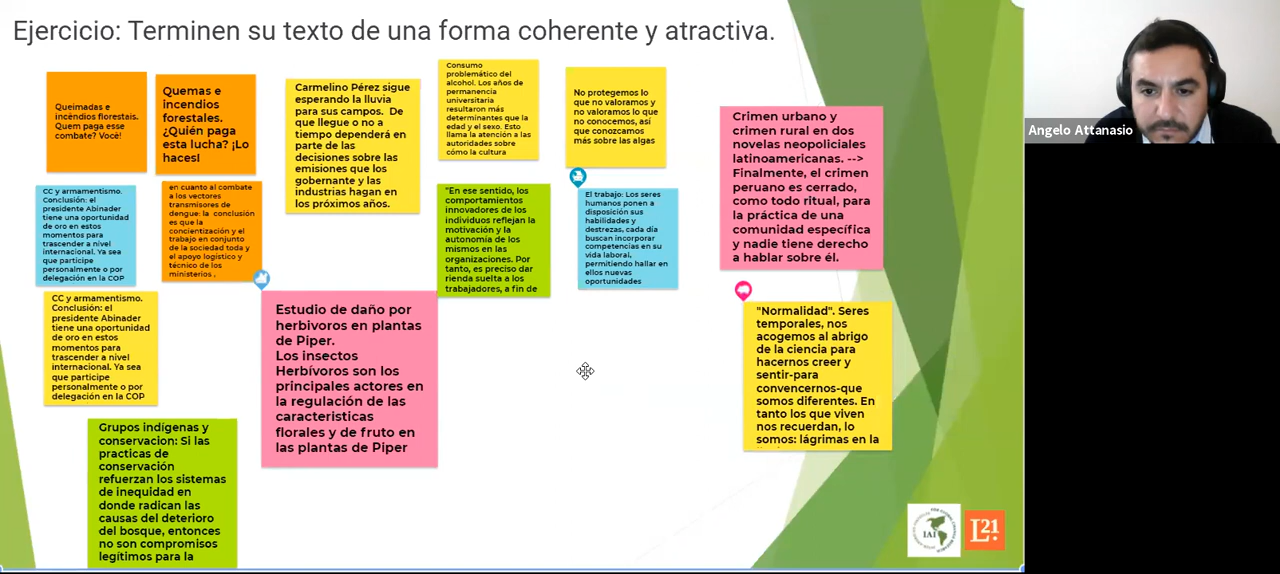 Ejercicio: Terminen su texto de una forma coherente y atractiva.
Queimadas e
incêndios florestais.
Quem paga esse
combate? Você!
Quemas e
incendios
forestales.
¿Quién paga
esta lucha? ¡Lo
haces!
Carmelino Pérez sigue
esperando la lluvia
para sus campos. De
que llegue o no a
tiempo dependerá en
parte de las
decisiones sobre las
emisiones que los
gobernante y las
industrias hagan en
los próximos años.
Consumo
problemático del
alcohol. Los años de
permanencia
universitaria
resultaron más
determinantes que la
edad y el sexo. Esto
llama la atención a las
autoridades sobre
cómo la cultura
No protegemos lo
que no valoramos y
no valoramos lo que
no conocemos, así
que conozcamos
más sobre las algas
Crimen urbano y
crimen rural en dos
novelas neopoliciales
latinoamericanas. -->
Finalmente, el crimen
peruano es cerrado,
como todo ritual, para
la práctica de una
comunidad específica
y nadie tiene derecho
a hablar sobre él.
CC y armamentismo.
Conclusión: el
presidente Abinader
tiene una oportunidad
de oro en estos
momentos para
trascender a nivel
internacional. Ya sea
que participe
personalmente o por
delegación en la COP
en cuanto al combate
a los vectores
transmisores de
dengue: la conclusión
es que la
concientización y el
trabajo en conjunto
de la sociedad toda y
el apoyo logístico y
técnico de los
ministerios ,
"En ese sentido, los
comportamientos
innovadores de los
individuos reflejan la
motivación y la
autonomía de los
mismos en las
organizaciones. Por
tanto, es preciso dar
rienda suelta a los
trabajadores, a fin de
El trabajo: Los seres
humanos ponen a
disposición sus
habilidades y
destrezas, cada día
buscan incorporar
competencias en su
vida laboral,
permitiendo hallar en
ellos nuevas
oportunidades
CC y armamentismo.
Conclusión: el
presidente Abinader
tiene una oportunidad
de oro en estos
momentos para
trascender a nivel
internacional. Ya sea
que participe
personalmente o por
delegación en la COP
Estudio de daño por
herbivoros en plantas
de Piper.
Los insectos
Herbívoros son los
principales actores en
la regulación de las
caracteristicas
florales y de fruto en
las plantas de Piper
"Normalidad". Seres
temporales, nos
acogemos al abrigo
de la ciencia para
hacernos creer y
sentir-para
convencernos-que
somos diferentes. En
tanto los que viven
nos recuerdan, lo
somos: lágrimas en la
Grupos indígenas y
conservacion: Si las
practicas de
conservación
refuerzan los sistemas
de inequidad en
donde radican las
causas del deterioro
del bosque, entonces
no son compromisos
legítimos para la
IAI
L21
Angelo Attanasio